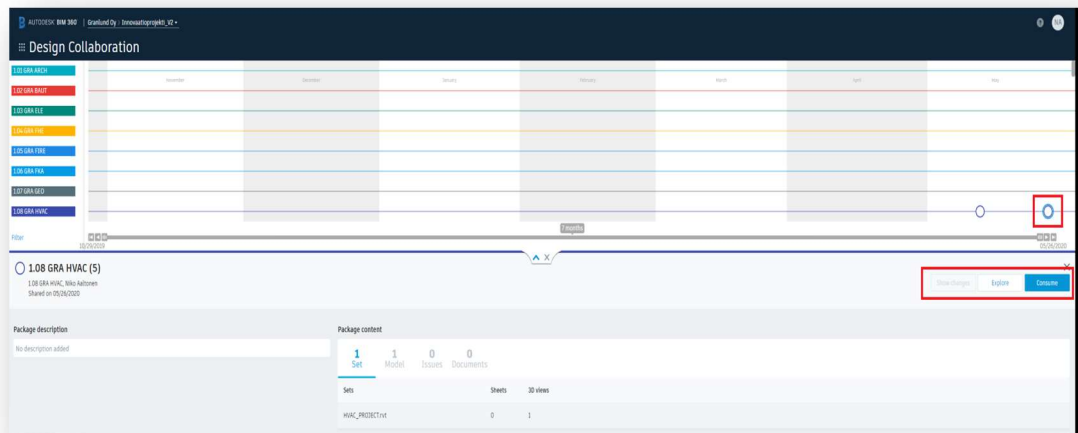 AUTODESK BIM 360 | Granlund Oy > Innovaatioprojekti_V2
NA
Design Collaboration
November December January February March April May
1.01 GRA ARCH
1.02 GRA BAUT
1.03 GRA ELE
1.04 GRA FHE
1.05 GRA FIRE
1.06 GRA FKA
1.07 GRA GEO
1.08 GRA HVAC
Filter
7 months
10/29/2019
05/26/2020
1.08 GRA HVAC (5)
1.08 GRA HVAC, Niko Aaltonen
Shared on 05/26/2020
Show changes Explore Consume
Package description
No description added
Package content
1 Set
1 Model
0 Issues
0 Documents
Sets Sheets 3D views
HVAC_PROJECT.rvt 0 1